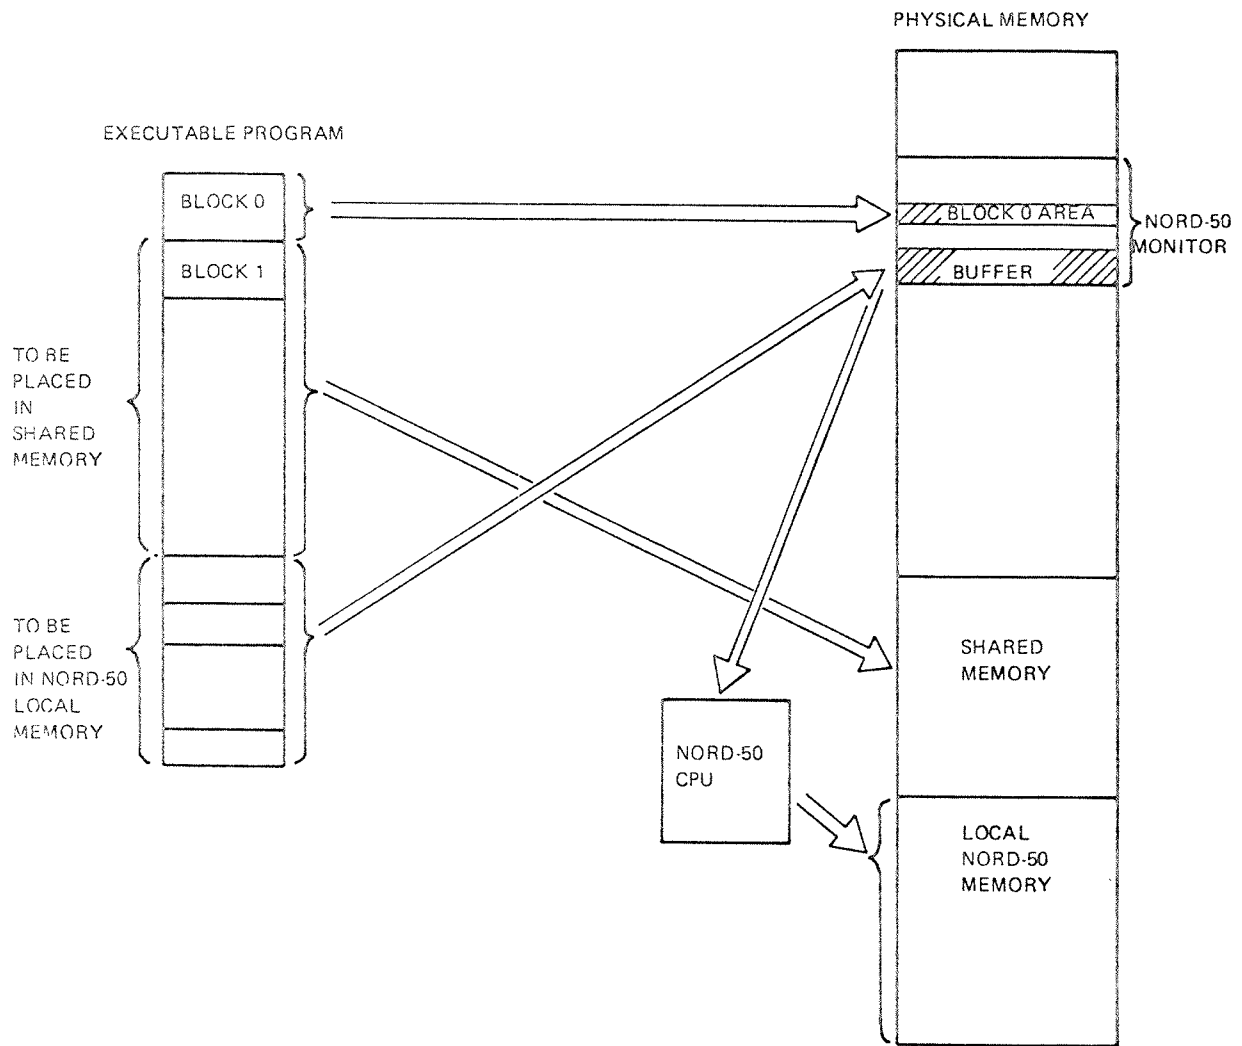 PHYSICAL MEMORY
EXECUTABLE PROGRAM
BLOCK 0
BLOCK 0 AREA
NORD-50
MONITOR
BLOCK 1
BUFFER
TO BE
PLACED
IN
SHARED
MEMORY
TO BE
PLACED
IN NORD-50
LOCAL
MEMORY
SHARED
MEMORY
NORD-50
CPU
LOCAL
NORD-50
MEMORY